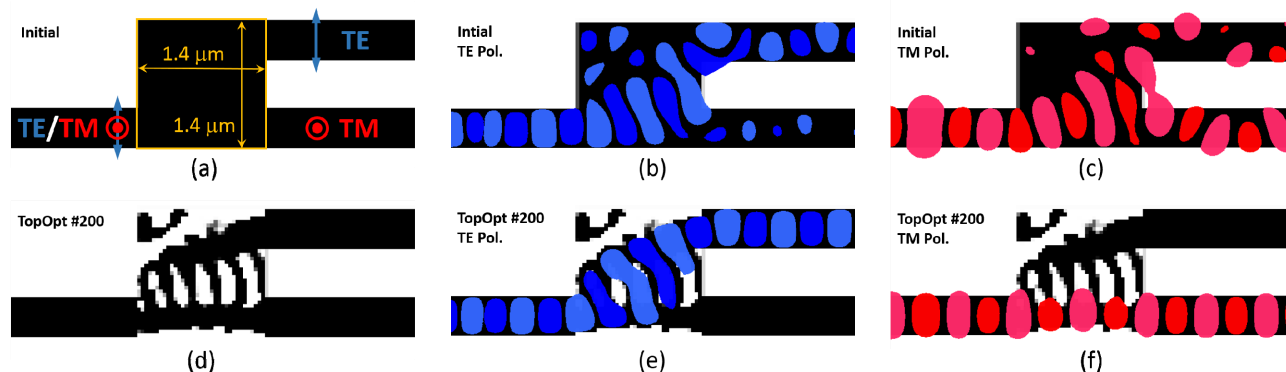 Initial
TE
1.4 μm
1.4 μm
TE/TM
TM
(a)
Intial
TE Pol.
(b)
Initial
TM Pol.
(c)
TopOpt #200
(d)
TopOpt #200
TE Pol.
(e)
TopOpt #200
TM Pol.
(f)